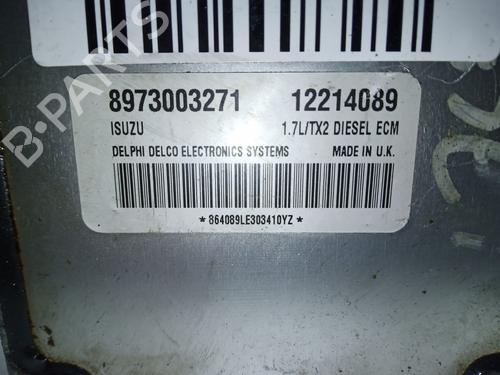 B-PARTS
8973003271 12214089
ISUZU 1.7L/TX2 DIESEL ECM
DELPHI DELCO ELECTRONICS SYSTEMS MADE IN U.K.
*864089LE303410YZ*